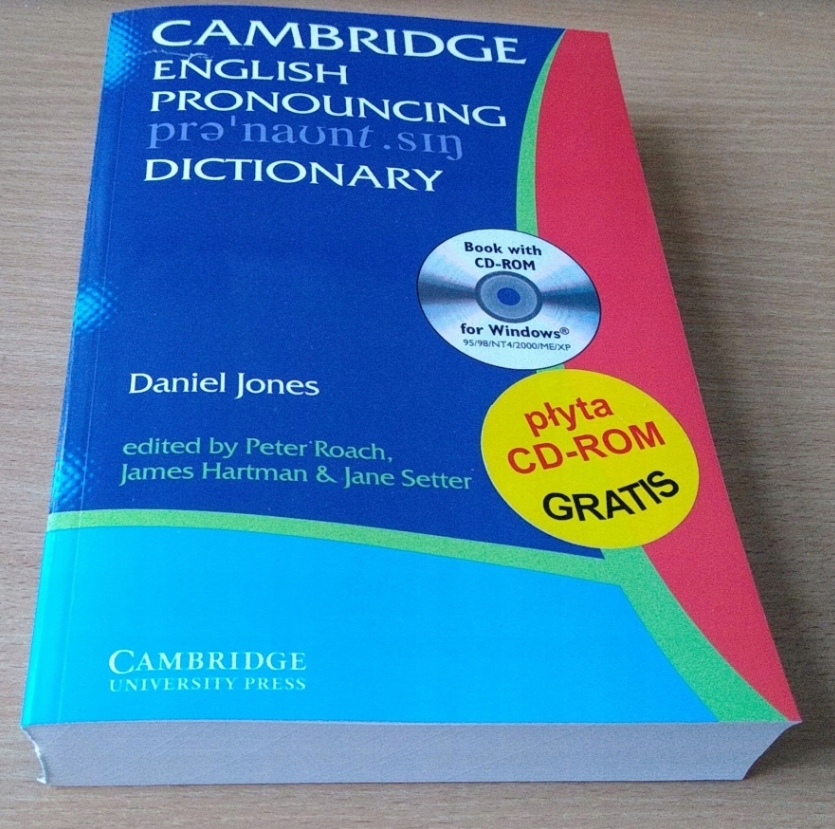 CAMBRIDGE
ENGLISH
PRONOUNCING
prəˈnaʊnt.sɪŋ
DICTIONARY
Book with
CD-ROM
for Windows®
95/98/NT4/2000/ME/XP
Daniel Jones
edited by Peter Roach,
James Hartman & Jane Setter
płyta
CD-ROM
GRATIS
CAMBRIDGE
UNIVERSITY PRESS